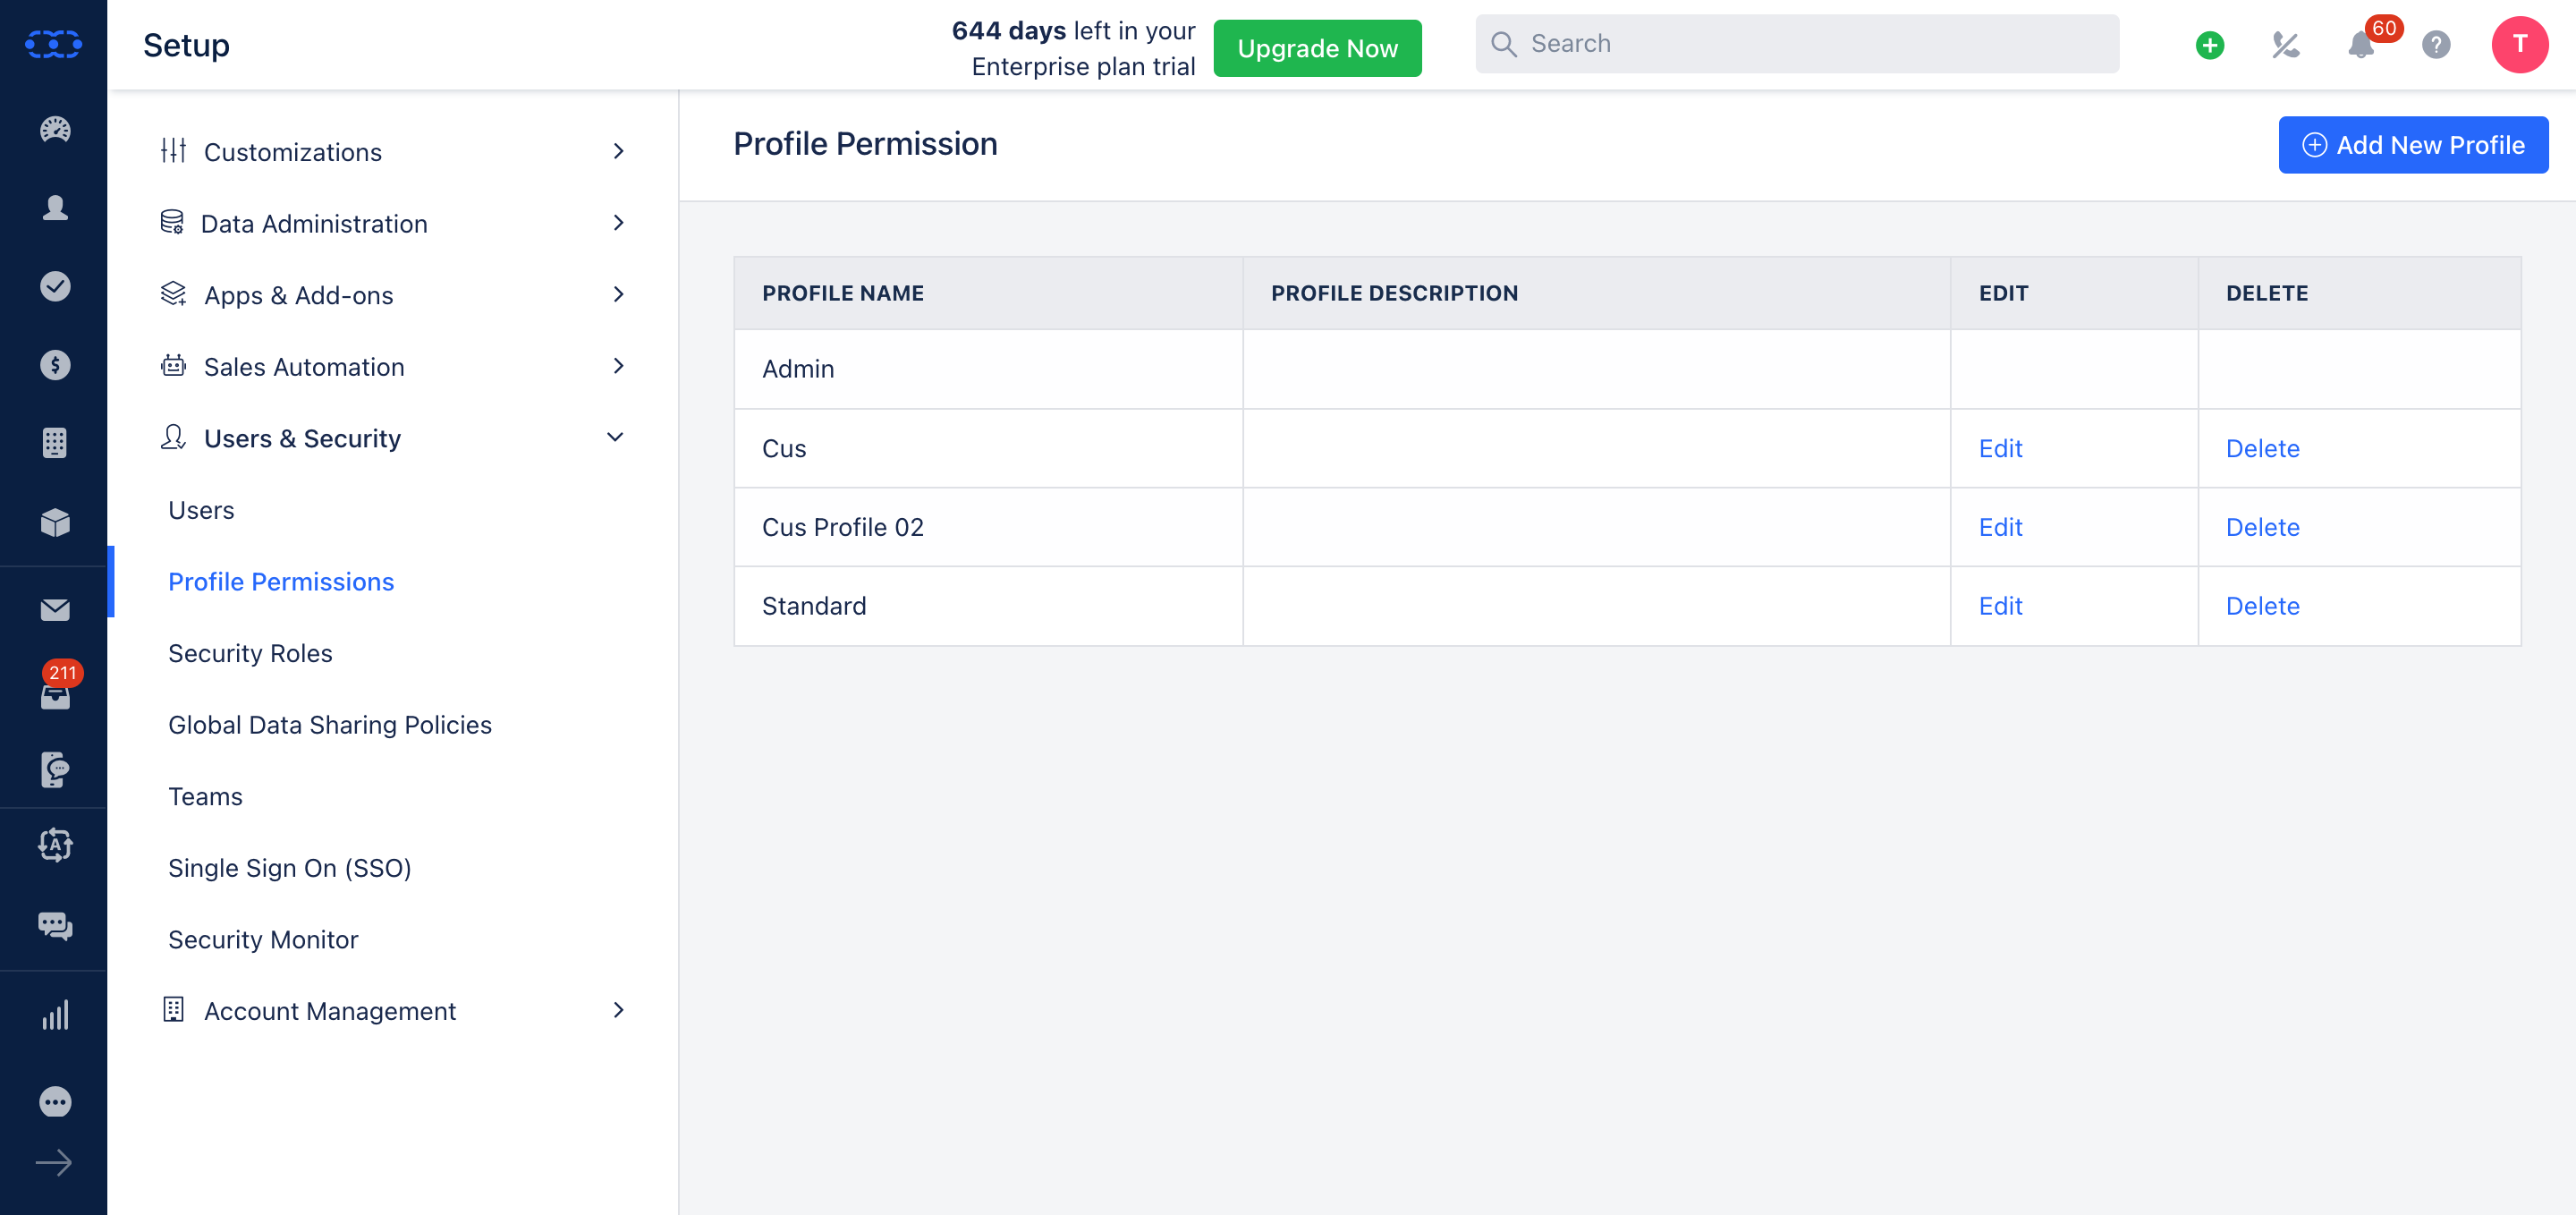 Setup
644 days left in your
Enterprise plan trial
Upgrade Now
Search
60
?
T
Customizations
Data Administration
Apps & Add-ons
Sales Automation
Users & Security
Users
Profile Permissions
Security Roles
Global Data Sharing Policies
Teams
Single Sign On (SSO)
Security Monitor
Account Management
$
211
A
Profile Permission
Add New Profile
PROFILE NAME PROFILE DESCRIPTION EDIT DELETE
Admin
Cus Edit Delete
Cus Profile 02 Edit Delete
Standard Edit Delete